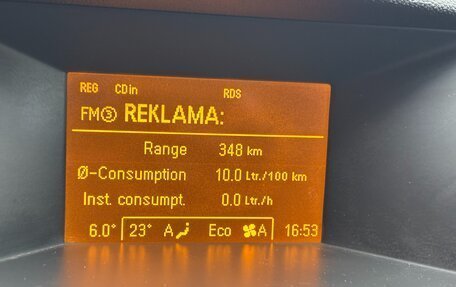 REG CDin RDS
FM③ REKLAMA:
Range 348 km
Ø-Consumption 10.0 Ltr./100 km
Inst. consumpt. 0.0 Ltr./h
6.0° 23° A Eco A 16:53